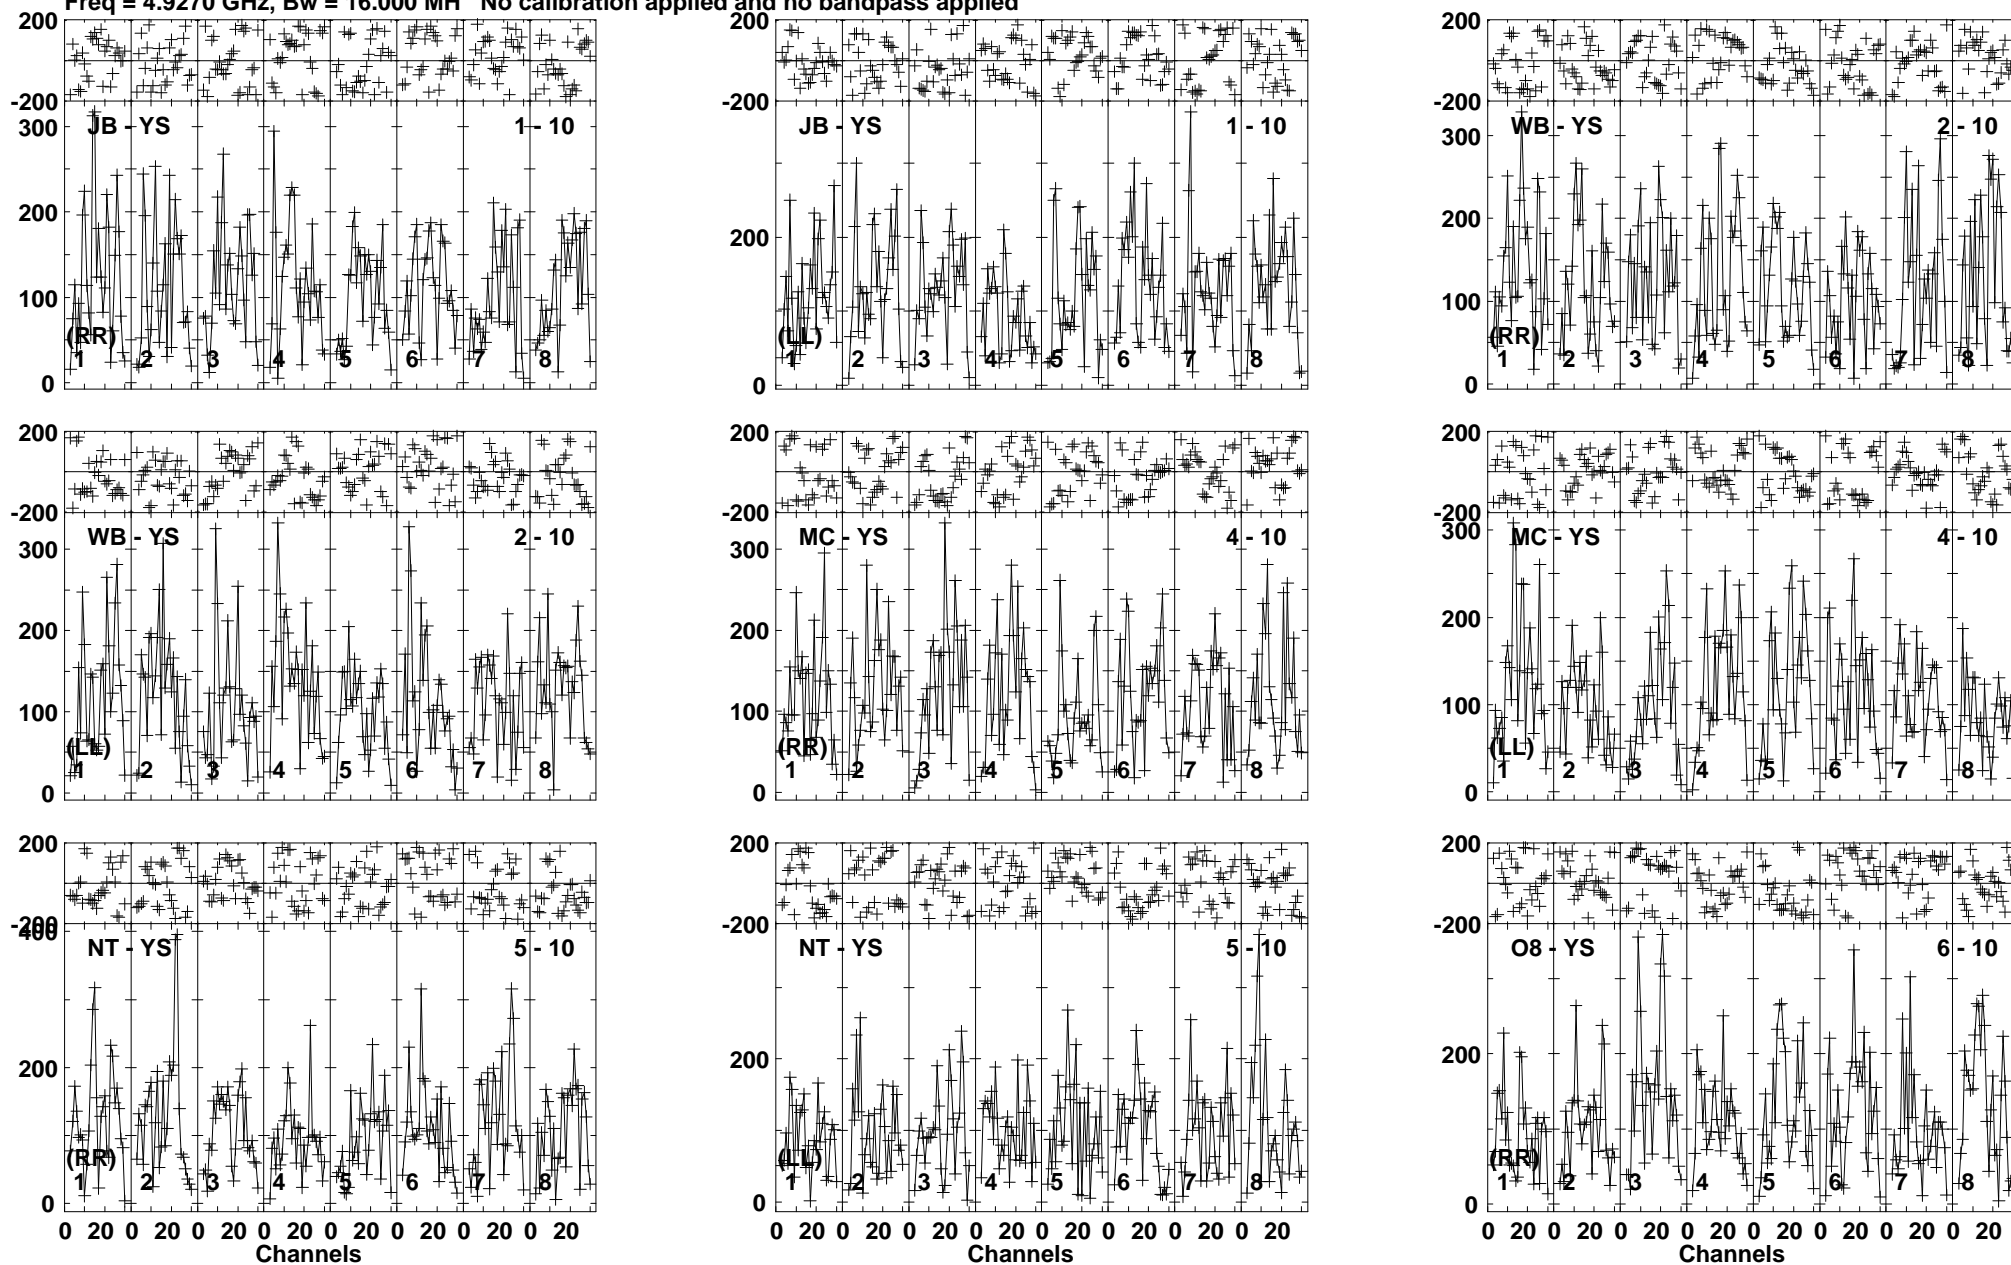 Freq = 4.9270 GHz, Bw = 16.000 MH No calibration applied and no bandpass applied
200 200 200
-200 -200 -200
JB - YS 1 - 10 JB - YS 1 - 10 WB - YS 2 - 10
300 300
200 200 200
100 100
(RR) (LL) (RR)
1 2 3 4 5 6 7 8 1 2 3 4 5 6 7 8 1 2 3 4 5 6 7 8
0 0 0
200 200 200
-200 -200 -200
WB - YS 2 - 10 MC - YS 4 - 10 MC - YS 4 - 10
300 300 300
200 200 200
100 100 100
(LL) (RR) (LL)
1 2 3 4 5 6 7 8 1 2 3 4 5 6 7 8 1 2 3 4 5 6 7 8
0 0 0
200 200 200
-200 -200 -200
400
NT - YS 5 - 10 NT - YS 5 - 10 O8 - YS 6 - 10
200 200 200
(RR) (LL) (RR)
1 2 3 4 5 6 7 8 1 2 3 4 5 6 7 8 1 2 3 4 5 6 7 8
0 0 0
0 20 0 20 0 20 0 20 0 20 0 20 0 20 0 20 0 20 0 20 0 20 0 20 0 20 0 20 0 20 0 20 0 20 0 20 0 20 0 20 0 20 0 20 0 20 0 20
Channels Channels Channels